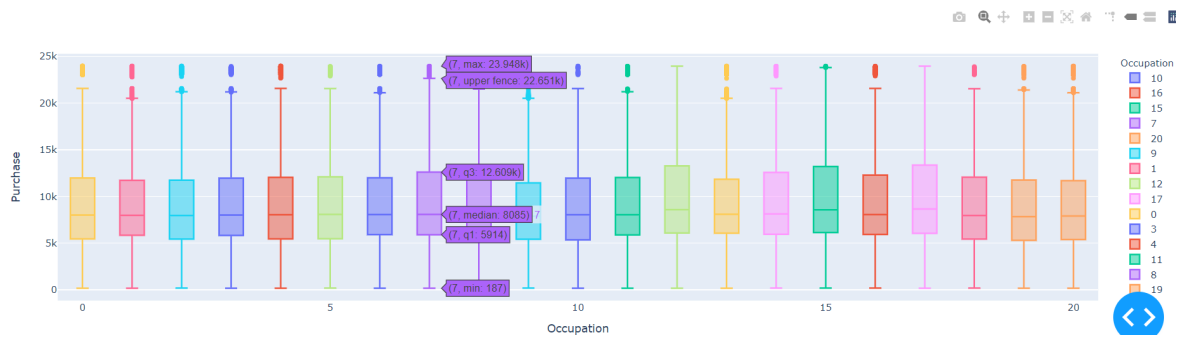 25k
20k
15k
10k
5k
0
Purchase
0
5
10
15
20
Occupation
(7, max: 23.948k)
(7, upper fence: 22.651k)
(7, q3: 12.609k)
(7, median: 8085)
7
(7, q1: 5914)
(7, min: 187)
Occupation
10
16
15
7
20
9
1
12
17
0
3
4
11
8
19